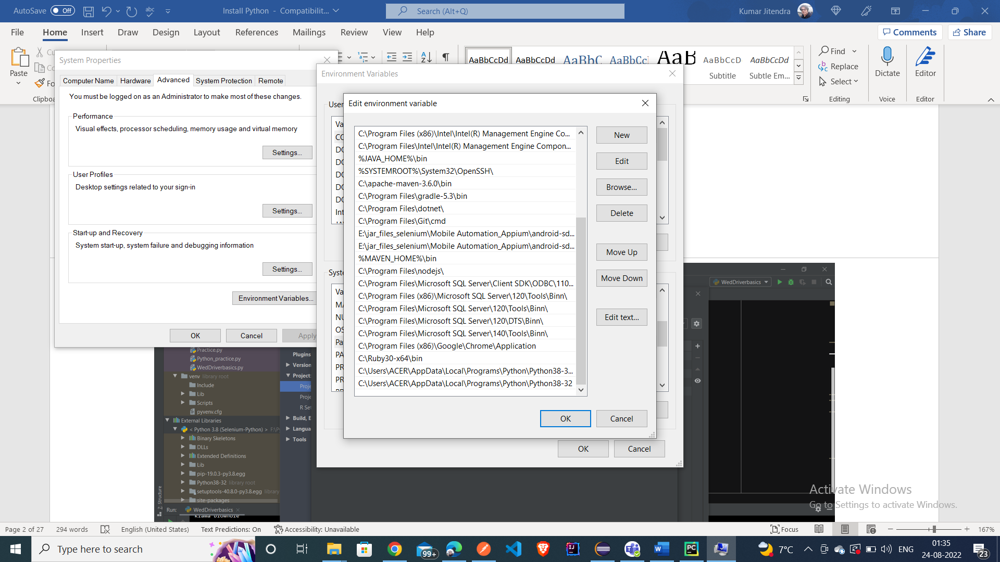 AutoSave Off
Install Python - Compatibilit...
Search (Alt+Q)
Kumar Jitendra
File Home Insert Draw Design Layout References Mailings Review View Help
Comments Share
Paste
Clipboa
AaBbCcDd AaBbCcDd AaBbC AaBbCc AaB AaBbCcD AaBbCcDd
Subtitle Subtle Em...
Find
Replace
Select
Editing
Dictate
Voice
Editor
Editor
System Properties
Computer Name Hardware Advanced System Protection Remote
You must be logged on as an Administrator to make most of these changes.
Performance
Visual effects, processor scheduling, memory usage and virtual memory
Settings...
User Profiles
Desktop settings related to your sign-in
Settings...
Start-up and Recovery
System start-up, system failure and debugging information
Settings...
Environment Variables...
OK Cancel Apply
Environment Variables
User
Va
CO
DO
DO
DO
DO
DO
Int
Syste
Va
MA
NU
OS
Pa
PA
PR
PR
OK Cancel
Edit environment variable
C:\Program Files (x86)\Intel\Intel(R) Management Engine Co...
C:\Program Files\Intel\Intel(R) Management Engine Compon...
%JAVA_HOME%\bin
%SYSTEMROOT%\System32\OpenSSH\
C:\apache-maven-3.6.0\bin
C:\Program Files\gradle-5.3\bin
C:\Program Files\dotnet\
C:\Program Files\Git\cmd
E:\jar_files_selenium\Mobile Automation_Appium\android-sd...
E:\jar_files_selenium\Mobile Automation_Appium\android-sd...
%MAVEN_HOME%\bin
C:\Program Files\nodejs\
C:\Program Files\Microsoft SQL Server\Client SDK\ODBC\110...
C:\Program Files (x86)\Microsoft SQL Server\120\Tools\Binn\
C:\Program Files\Microsoft SQL Server\120\Tools\Binn\
C:\Program Files\Microsoft SQL Server\120\DTS\Binn\
C:\Program Files\Microsoft SQL Server\140\Tools\Binn\
C:\Program Files (x86)\Google\Chrome\Application
C:\Ruby30-x64\bin
C:\Users\ACER\AppData\Local\Programs\Python\Python38-3...
C:\Users\ACER\AppData\Local\Programs\Python\Python38-32
New
Edit
Browse...
Delete
Move Up
Move Down
Edit text...
OK Cancel
WedDriverbasics
Practice.py
Python_practice.py
WedDriverbasics.py
venv library root
Include
Lib
Scripts
pyvenv.cfg
External Libraries
< Python 3.8 (Selenium-Python) > F:\Py
Binary Skeletons
DLLs
Extended Definitions
Lib
pip-19.0.3-py3.8.egg
Python38-32 library root
setuptools-40.8.0-py3.8.egg library
site-packages
7: Structure
Run: WedDriverbasics
Plugins
Version
Project:
Proje
Proje
R Set
Build, E
Langua
Tools
Activate Windows
Go to Settings to activate Windows.
Page 2 of 27 294 words English (United States) Text Predictions: On Accessibility: Unavailable
Focus 167%
Type here to search
99+
7°C ENG
01:35
24-08-2022
23